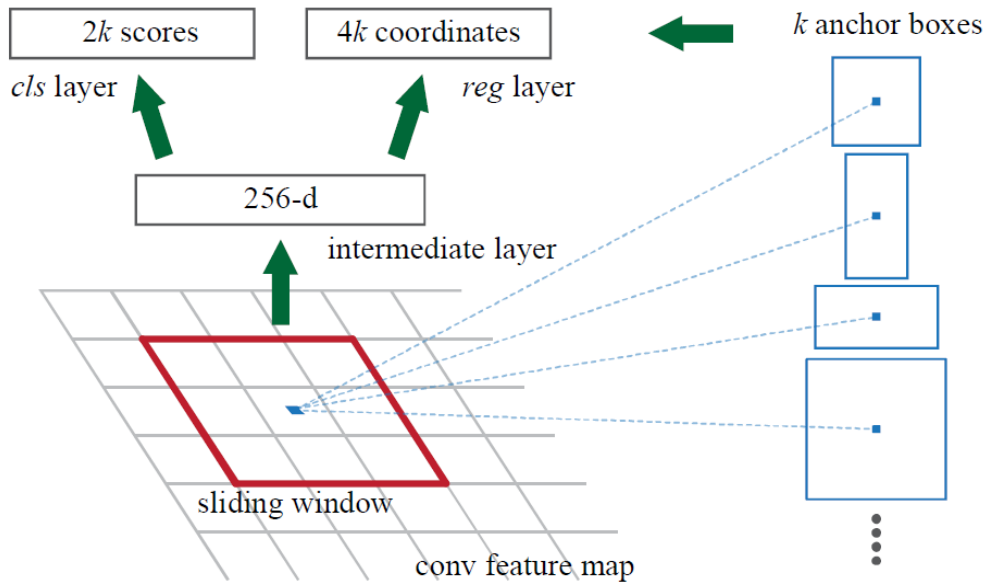 2k scores
4k coordinates
k anchor boxes
cls layer
reg layer
256-d
intermediate layer
sliding window
conv feature map